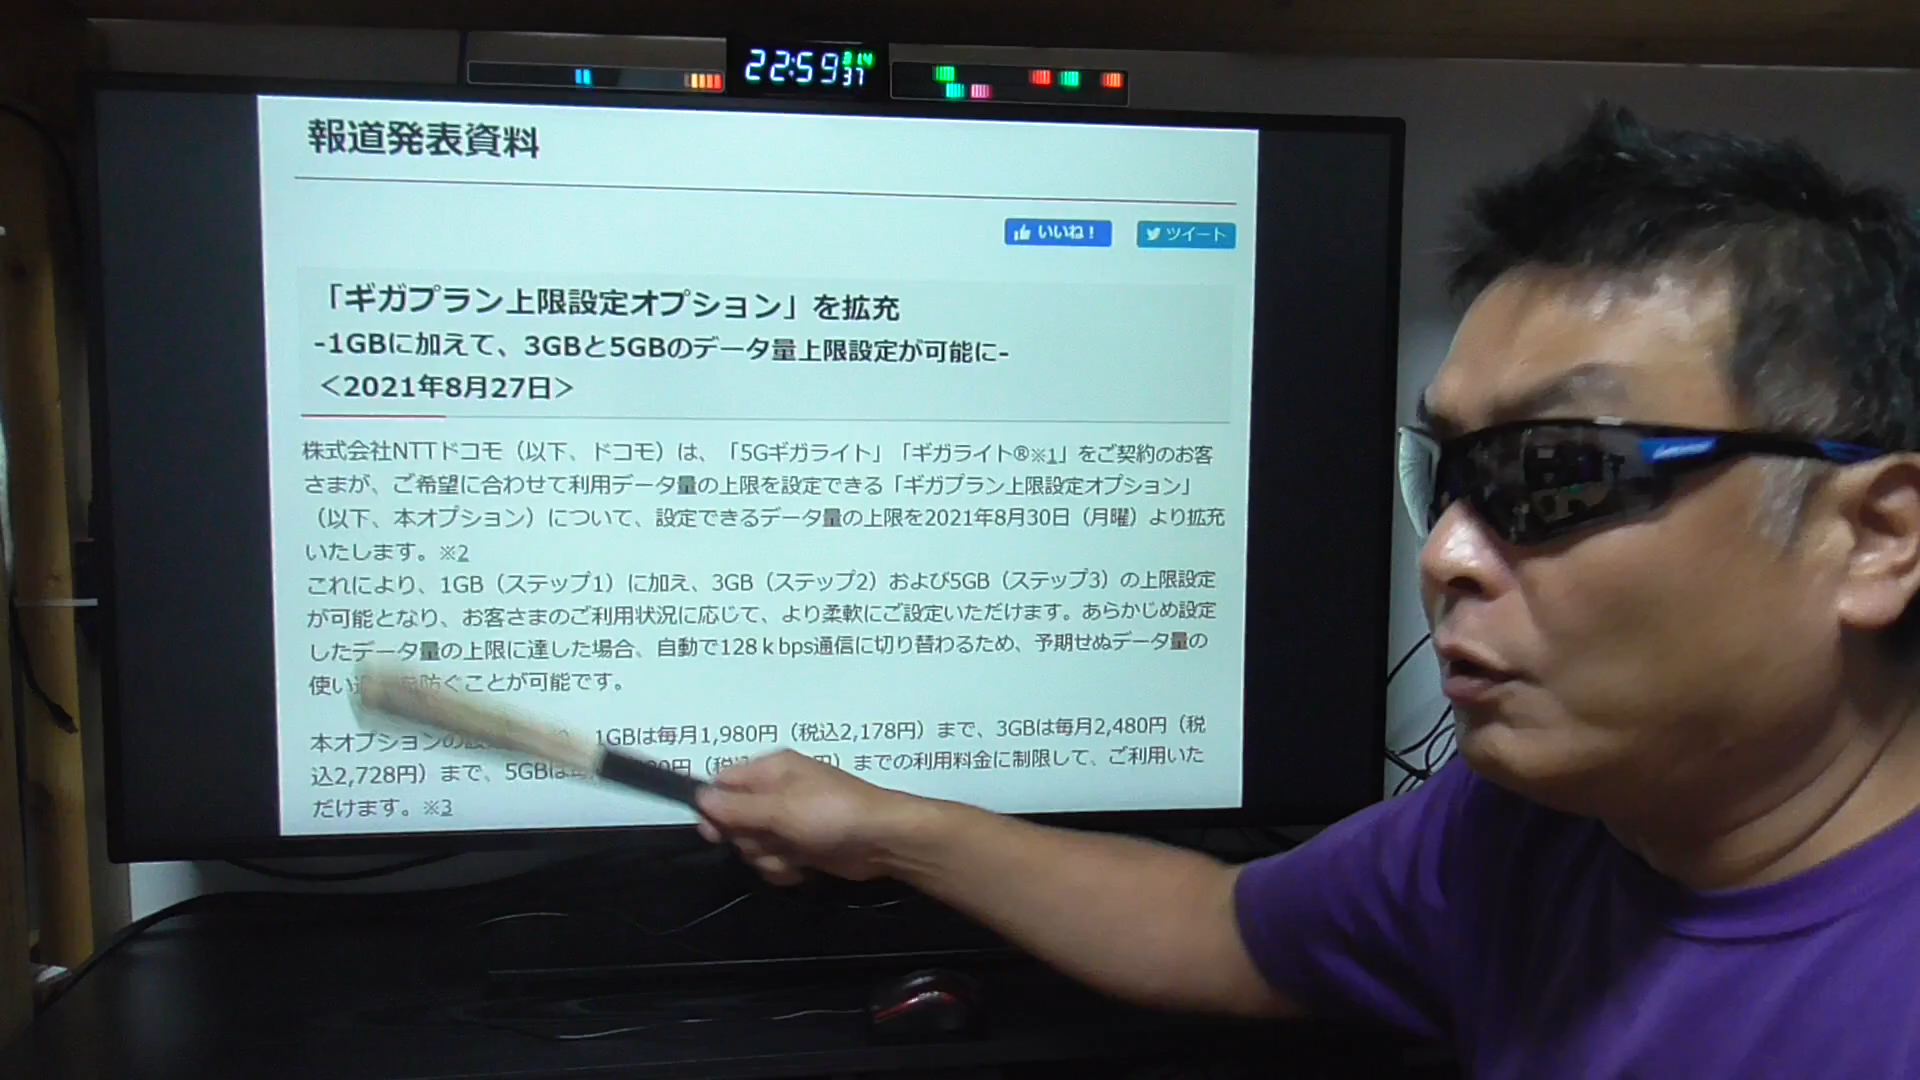 22:59 37
報道発表資料
いいね！
ツイート
「ギガプラン上限設定オプション」を拡充
-1GBに加えて、3GBと5GBのデータ量上限設定が可能に-
＜2021年8月27日＞
株式会社NTTドコモ（以下、ドコモ）は、「5Gギガライト」「ギガライト®※1」をご契約のお客
さまが、ご希望に合わせて利用データ量の上限を設定できる「ギガプラン上限設定オプション」
（以下、本オプション）について、設定できるデータ量の上限を2021年8月30日（月曜）より拡充
いたします。※2
これにより、1GB（ステップ1）に加え、3GB（ステップ2）および5GB（ステップ3）の上限設定
が可能となり、お客さまのご利用状況に応じて、より柔軟にご設定いただけます。あらかじめ設定
したデータ量の上限に達した場合、自動で128ｋbps通信に切り替わるため、予期せぬデータ量の
使い を防ぐことが可能です。
本オプションの 1GBは毎月1,980円（税込2,178円）まで、3GBは毎月2,480円（税
込2,728円）まで、5GBは 円（税 ）までの利用料金に制限して、ご利用いた
だけます。※3